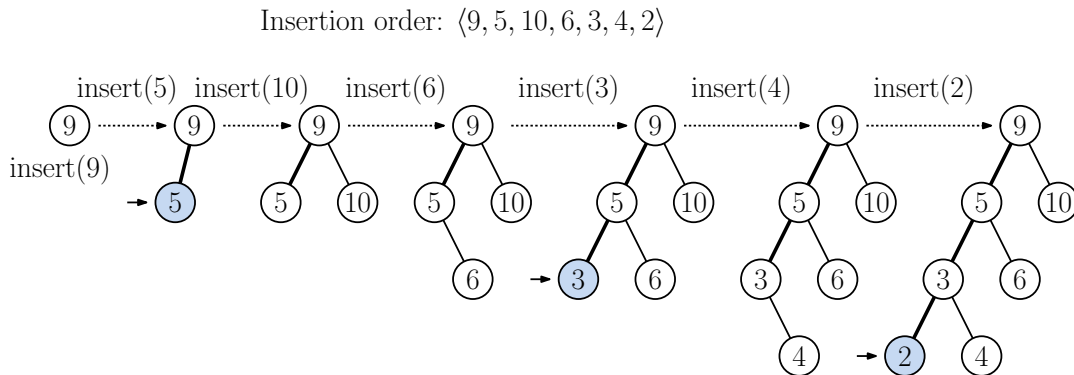 Insertion order: ⟨9, 5, 10, 6, 3, 4, 2⟩
insert(5) insert(10) insert(6) insert(3) insert(4) insert(2)
9 9 9 9 9 9 9
insert(9)
5 5 10 5 10 5 10 5 10 5 10
6 3 6 3 6 3 6
4 2 4